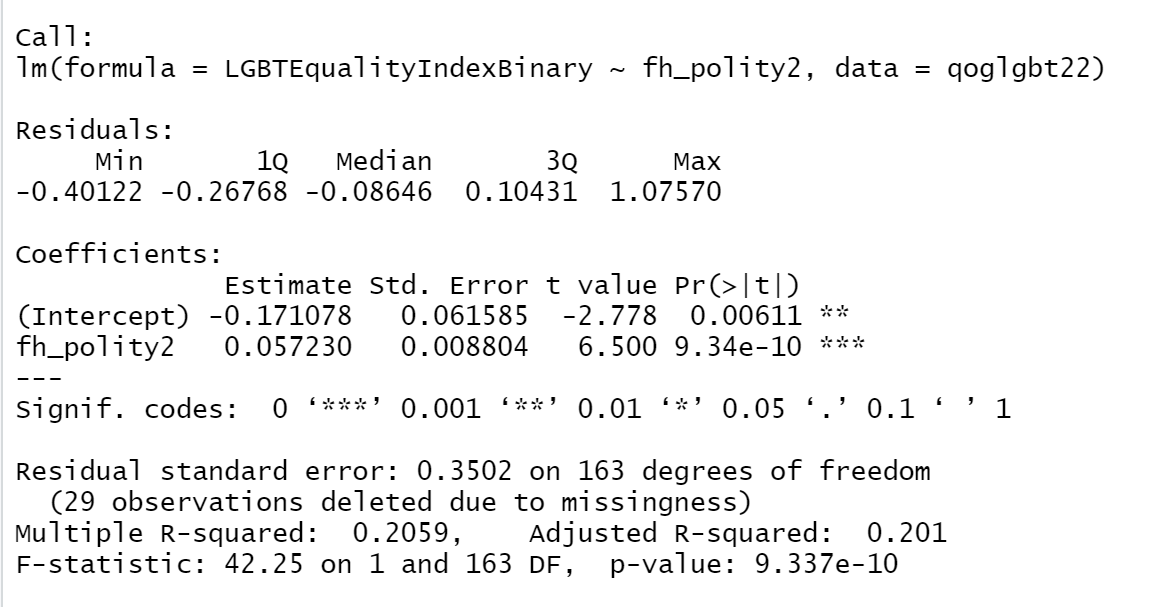 Call:
lm(formula = LGBTEqualityIndexBinary ~ fh_polity2, data = qoglgbt22)
Residuals:
     Min       1Q   Median       3Q      Max
-0.40122 -0.26768 -0.08646  0.10431  1.07570
Coefficients:
             Estimate Std. Error t value Pr(>|t|)
(Intercept) -0.171078   0.061585  -2.778  0.00611 **
fh_polity2   0.057230   0.008804   6.500 9.34e-10 ***
---
Signif. codes:  0 ‘***’ 0.001 ‘**’ 0.01 ‘*’ 0.05 ‘.’ 0.1 ‘ ’ 1
Residual standard error: 0.3502 on 163 degrees of freedom
  (29 observations deleted due to missingness)
Multiple R-squared:  0.2059,    Adjusted R-squared:  0.201
F-statistic: 42.25 on 1 and 163 DF,  p-value: 9.337e-10